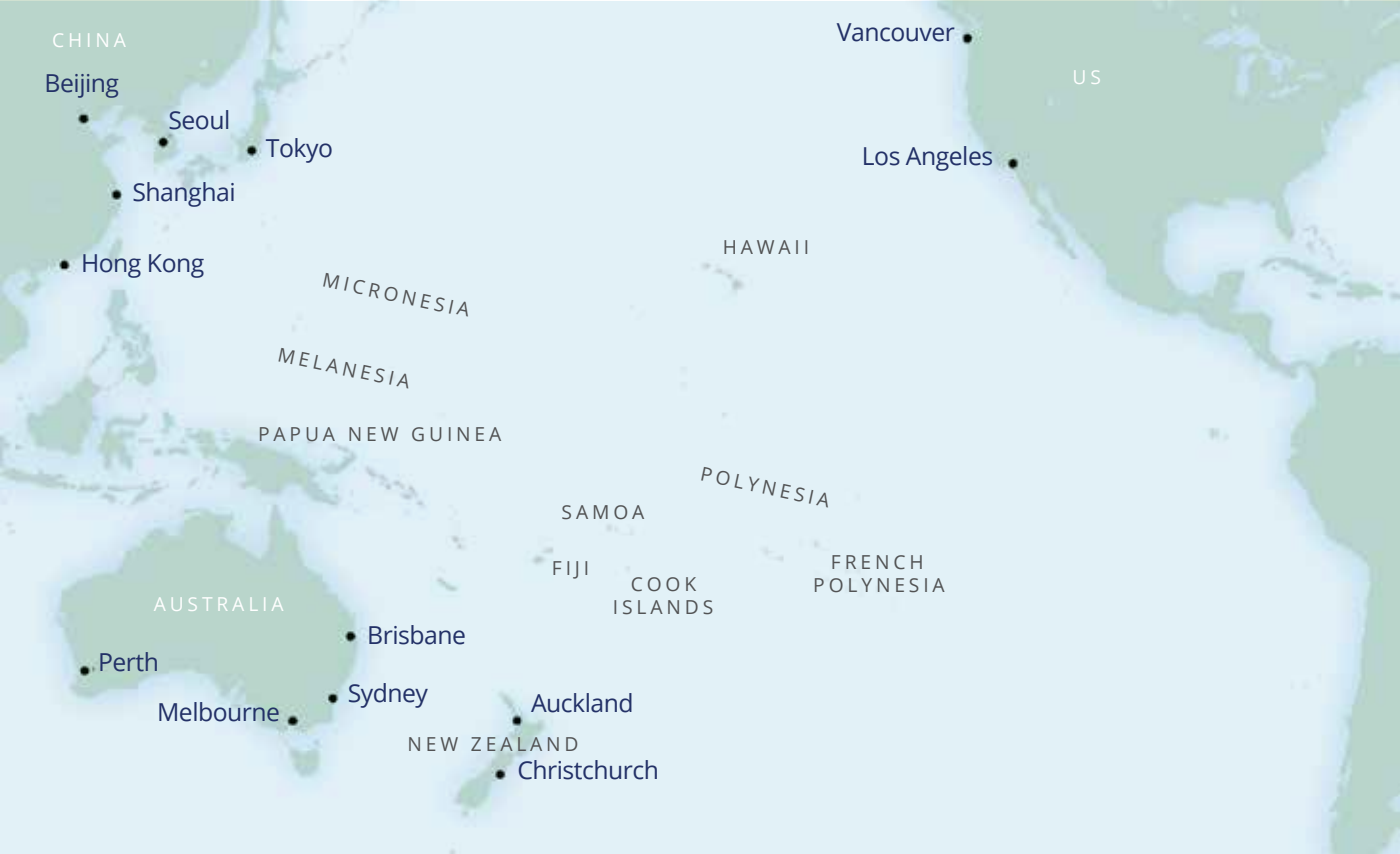 Vancouver
CHINA
US
Beijing
Seoul
Tokyo
Los Angeles
Shanghai
HAWAII
Hong Kong
MICRONESIA
MELANESIA
PAPUA NEW GUINEA
POLYNESIA
SAMOA
FIJI
FRENCH
POLYNESIA
COOK
ISLANDS
AUSTRALIA
Brisbane
Perth
Sydney
Auckland
Melbourne
NEW ZEALAND
Christchurch